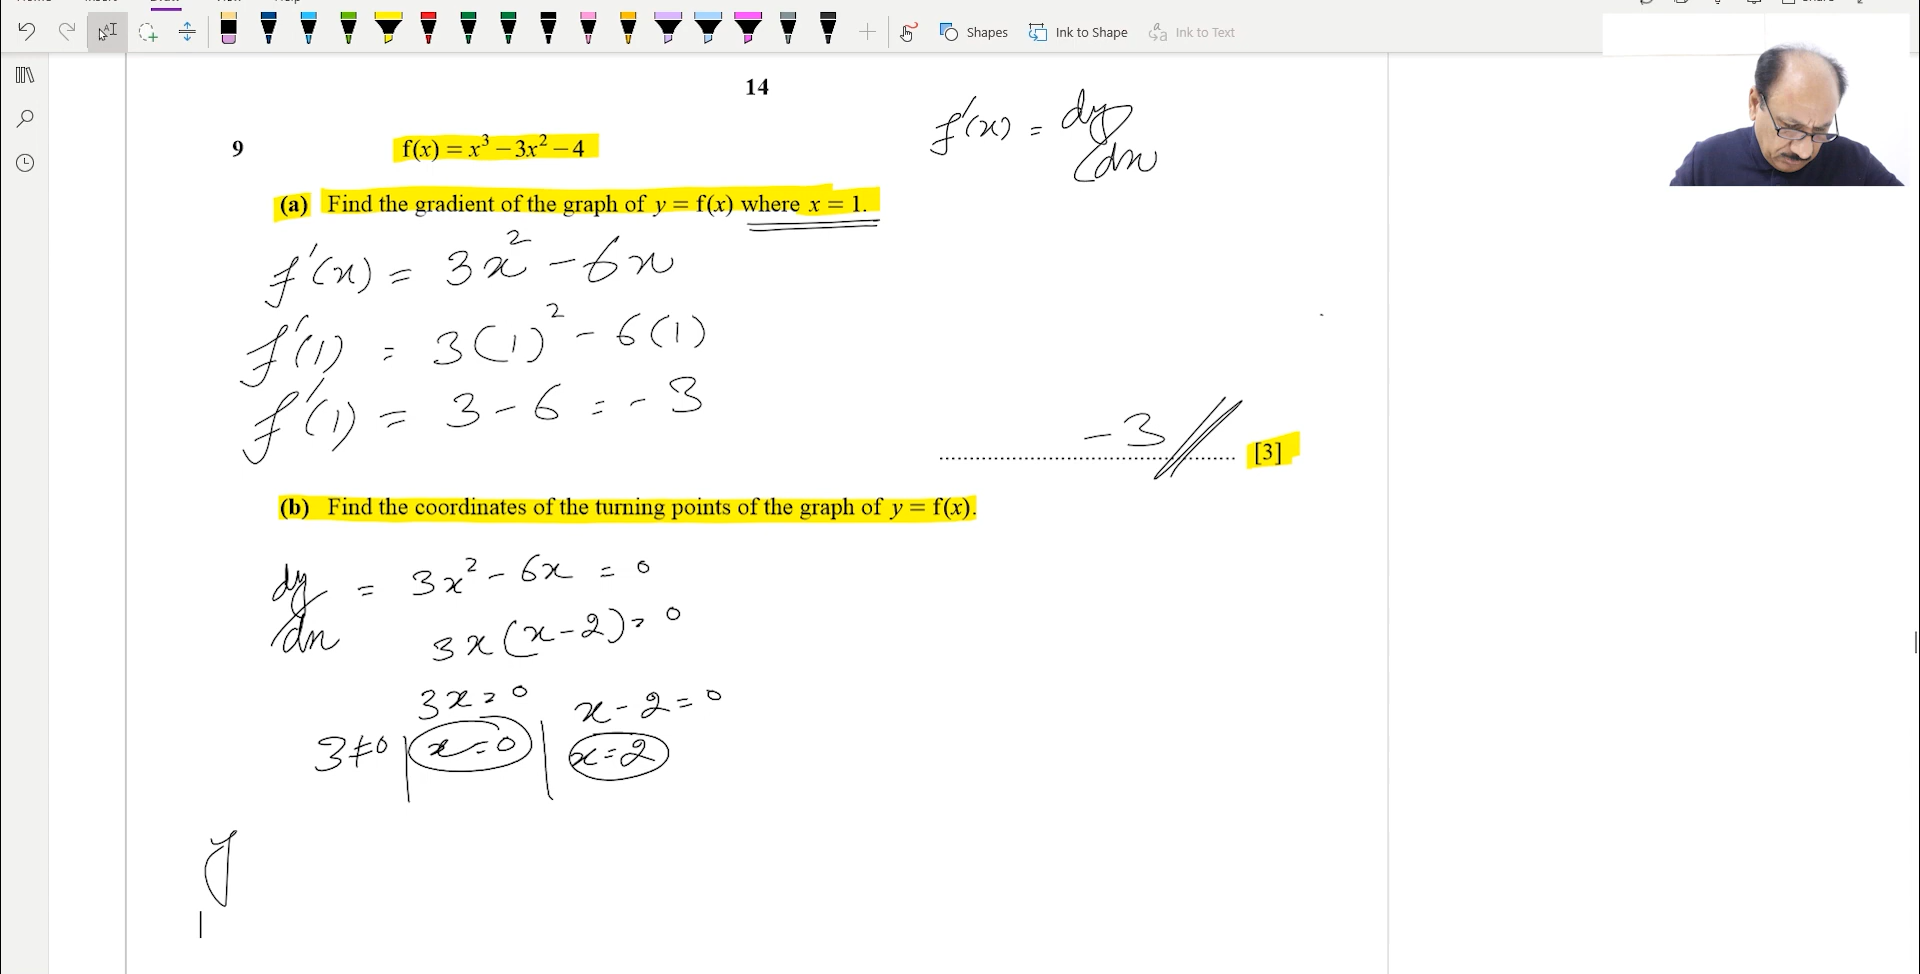 Shapes Ink to Shape Ink to Text
14
f'(x) = dy/dx
9 f(x) = x³ – 3x² – 4
(a) Find the gradient of the graph of y = f(x) where x = 1.
f'(x) = 3x² - 6x
f'(1) = 3(1)² - 6(1)
f'(1) = 3 - 6 = - 3
-3
[3]
(b) Find the coordinates of the turning points of the graph of y = f(x).
dy/dx = 3x² - 6x = 0
3x(x-2) = 0
3x = 0 x - 2 = 0
3≠0 | x=0 | x=2
y